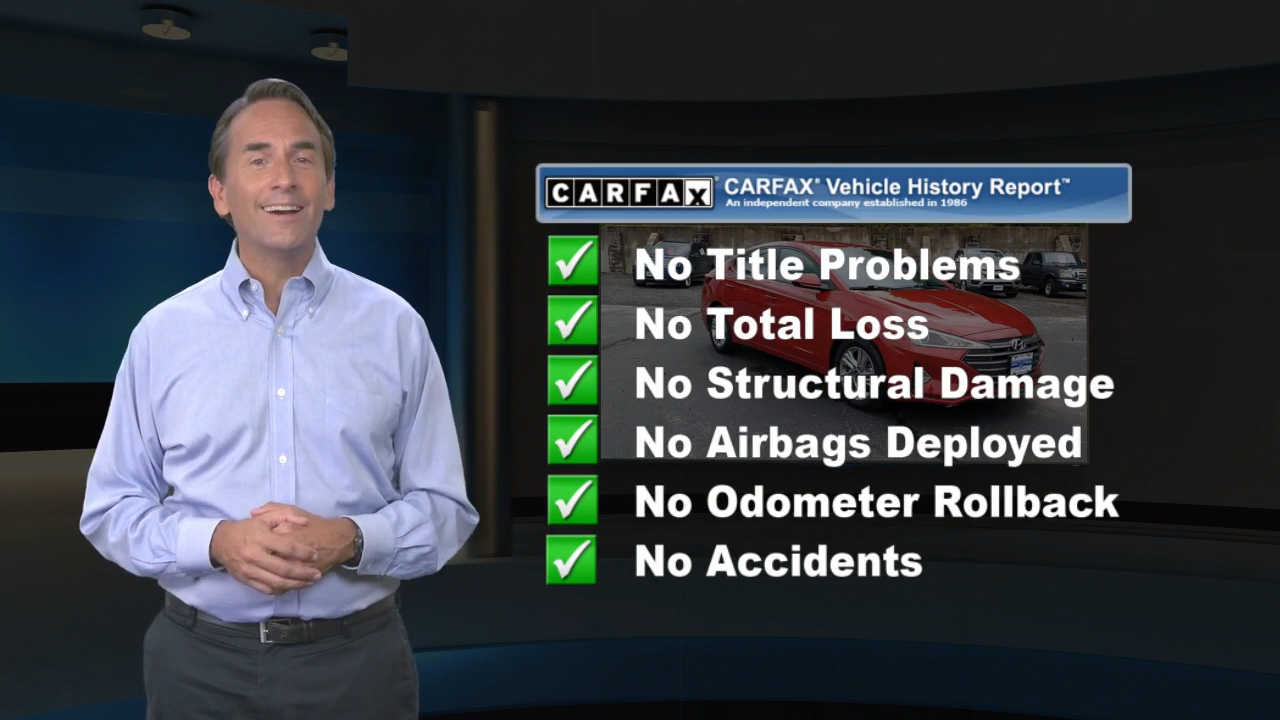 CARFAX
CARFAX® Vehicle History Report™
An independent company established in 1986
No Title Problems
No Total Loss
No Structural Damage
No Airbags Deployed
No Odometer Rollback
No Accidents